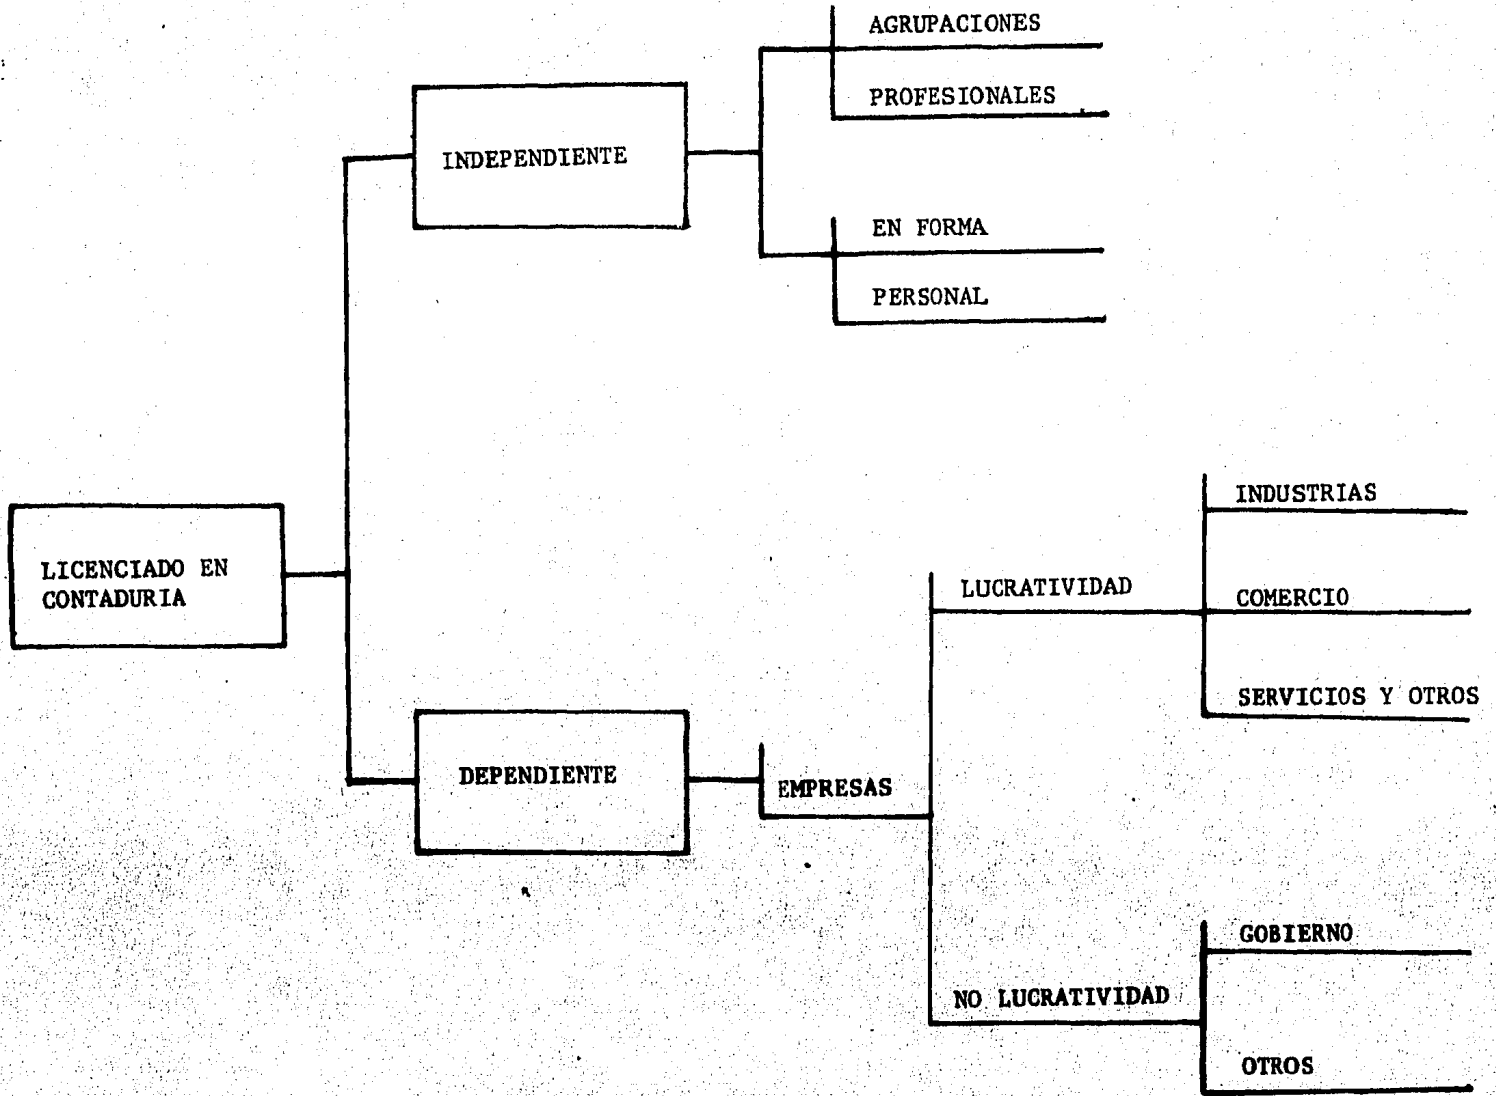 AGRUPACIONES
PROFESIONALES
INDEPENDIENTE
EN FORMA
PERSONAL
LICENCIADO EN
CONTADURIA
DEPENDIENTE
EMPRESAS
LUCRATIVIDAD
INDUSTRIAS
COMERCIO
SERVICIOS Y OTROS
NO LUCRATIVIDAD
GOBIERNO
OTROS